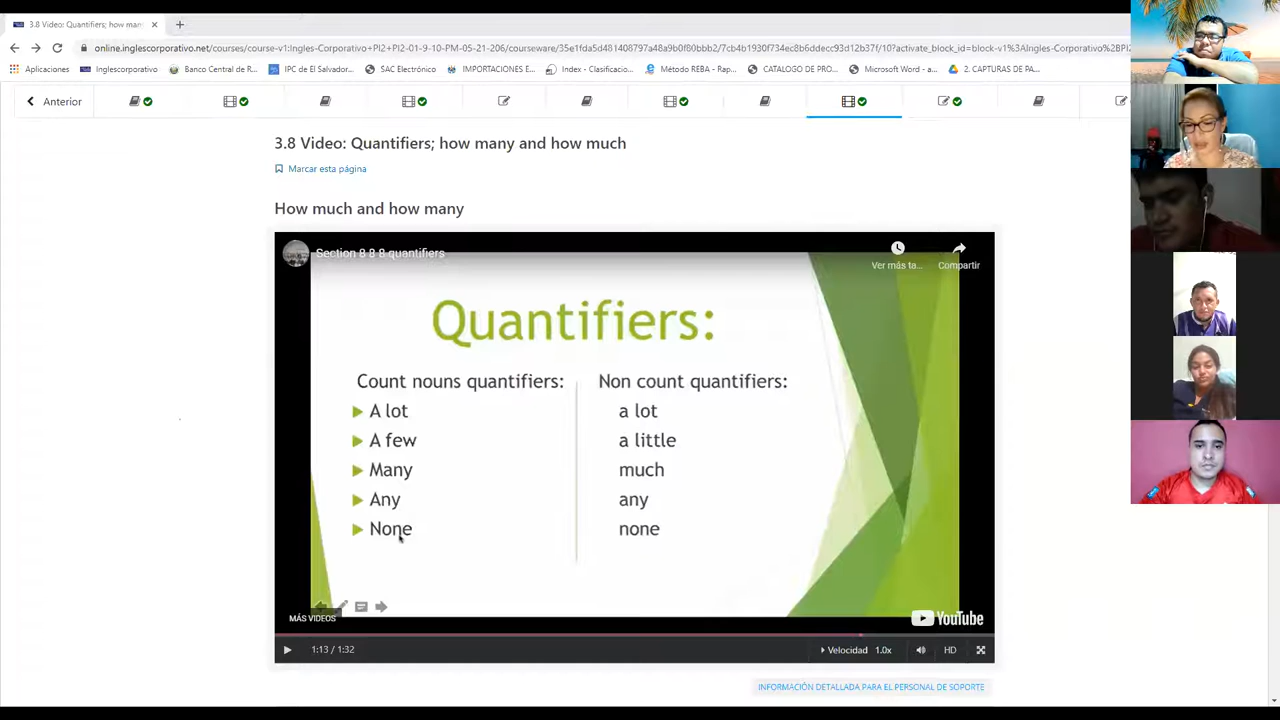 3.8 Video: Quantifiers; how man
online.inglescorporativo.net/courses/course-v1:Ingles-Corporativo+PI2+PI2-01-9-10-PM-05-21-206/courseware/
Aplicaciones
Inglescorporativo
Banco Central de R...
IPC de El Salvador...
SAC Electrónico
IMPORTACIONES E...
Index - Clasificacio...
Método REBA - Rap...
CATALOGO DE PRO...
Microsoft Word - a...
2. CAPTURAS DE PA...
Anterior
3.8 Video: Quantifiers; how many and how much
Marcar esta página
How much and how many
Section 8 8 8 quantifiers
Ver más ta...
Compartir
Quantifiers:
Count nouns quantifiers:
A lot
A few
Many
Any
None
Non count quantifiers:
a lot
a little
much
any
none
MÁS VIDEOS
YouTube
1:13 / 1:32
Velocidad 1.0x
HD
INFORMACIÓN DETALLADA PARA EL PERSONAL DE SOPORTE